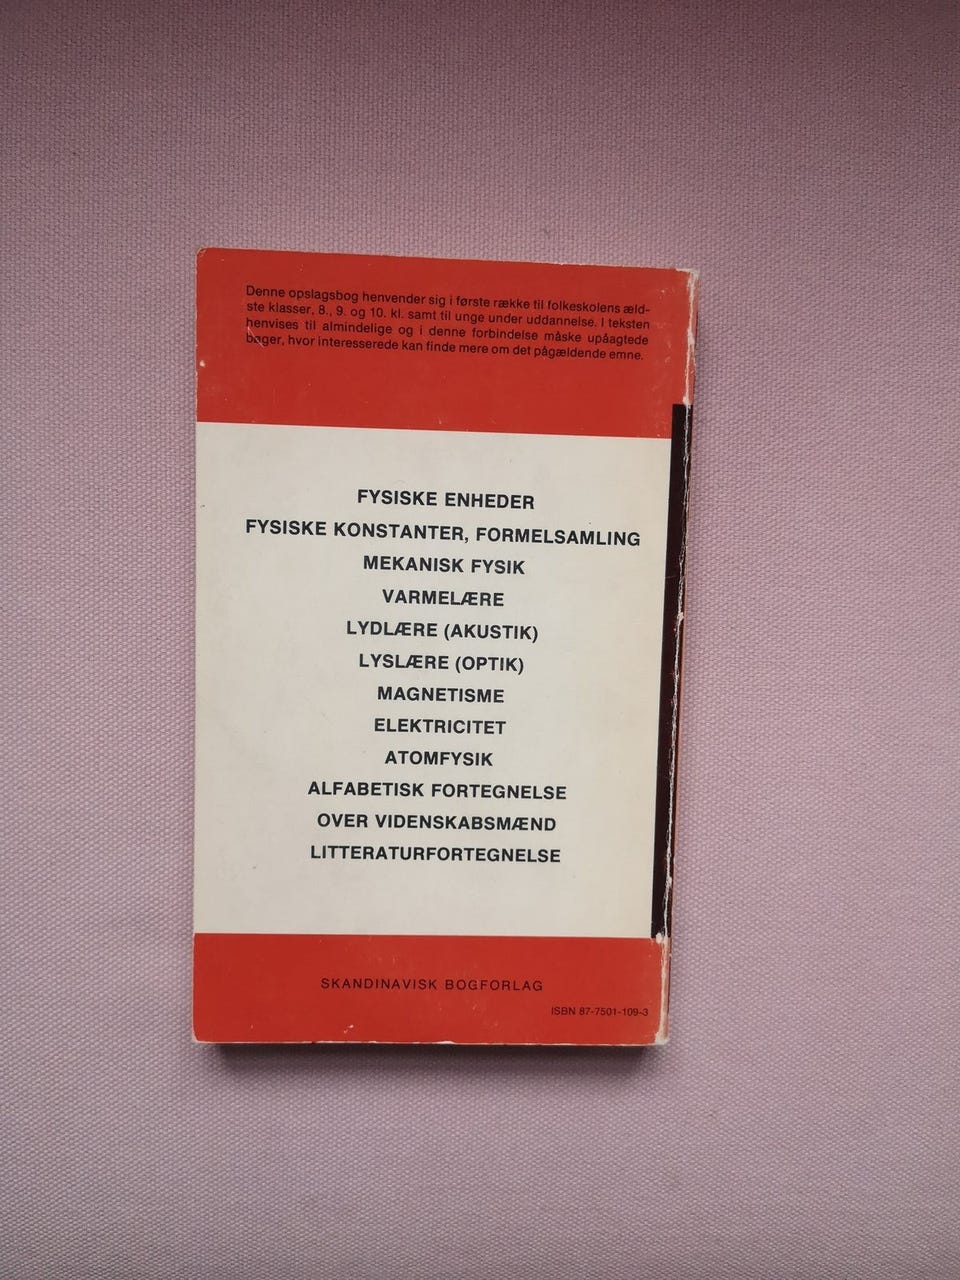 Denne opslagsbog henvender sig i første række til folkeskolens æld-
ste klasser, 8., 9. og 10. kl. samt til unge under uddannelse. I teksten
henvises til almindelige og i denne forbindelse måske upåagtede
bøger, hvor interesserede kan finde mere om det pågældende emne.
FYSISKE ENHEDER
FYSISKE KONSTANTER, FORMELSAMLING
MEKANISK FYSIK
VARMELÆRE
LYDLÆRE (AKUSTIK)
LYSLÆRE (OPTIK)
MAGNETISME
ELEKTRICITET
ATOMFYSIK
ALFABETISK FORTEGNELSE
OVER VIDENSKABSMÆND
LITTERATURFORTEGNELSE
SKANDINAVISK BOGFORLAG
ISBN 87-7501-109-3